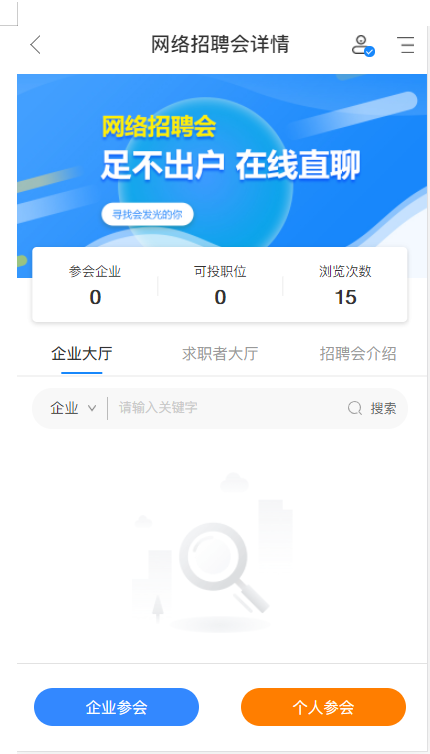 网络招聘会详情
网络招聘会
足不出户 在线直聊
寻找会发光的你
参会企业 可投职位 浏览次数
0 0 15
企业大厅 求职者大厅 招聘会介绍
企业 请输入关键字 搜索
企业参会 个人参会